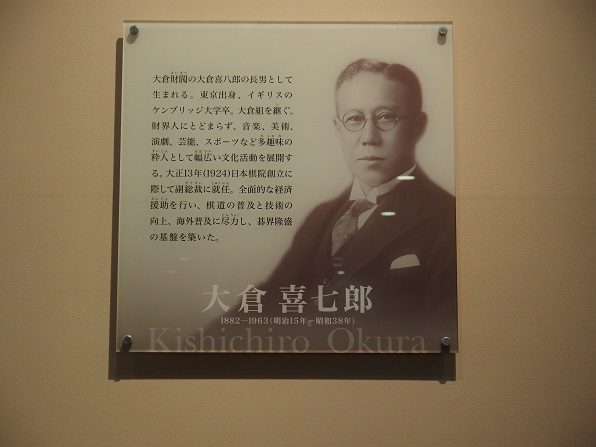 大倉財閥の大倉喜八郎の長男として
生まれる。東京出身、イギリスの
ケンブリッジ大学卒。大倉組を継ぐ。
財界人にとどまらず、音楽、美術、
演劇、芸能、スポーツなど多趣味の
粋人として幅広い文化活動を展開す
る。大正13年(1924)日本棋院創立に
際して副総裁に就任。全面的な経済
援助を行い、棋道の普及と技術の
向上、海外普及に尽力し、碁界隆盛
の基盤を築いた。
大倉 喜七郎
1882—1963(明治15年—昭和38年)
Kishichiro Okura